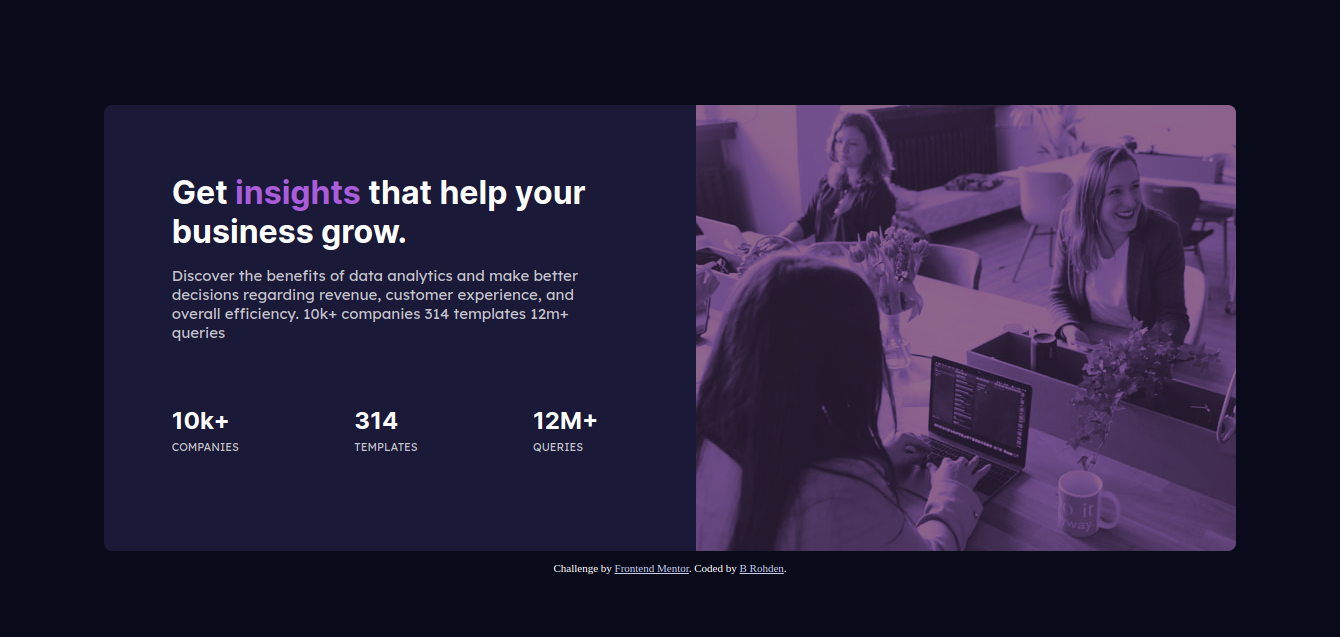 Get insights that help your
business grow.
Discover the benefits of data analytics and make better
decisions regarding revenue, customer experience, and
overall efficiency. 10k+ companies 314 templates 12m+
queries
10k+ 314 12M+
COMPANIES TEMPLATES QUERIES
Challenge by Frontend Mentor. Coded by B Rohden.